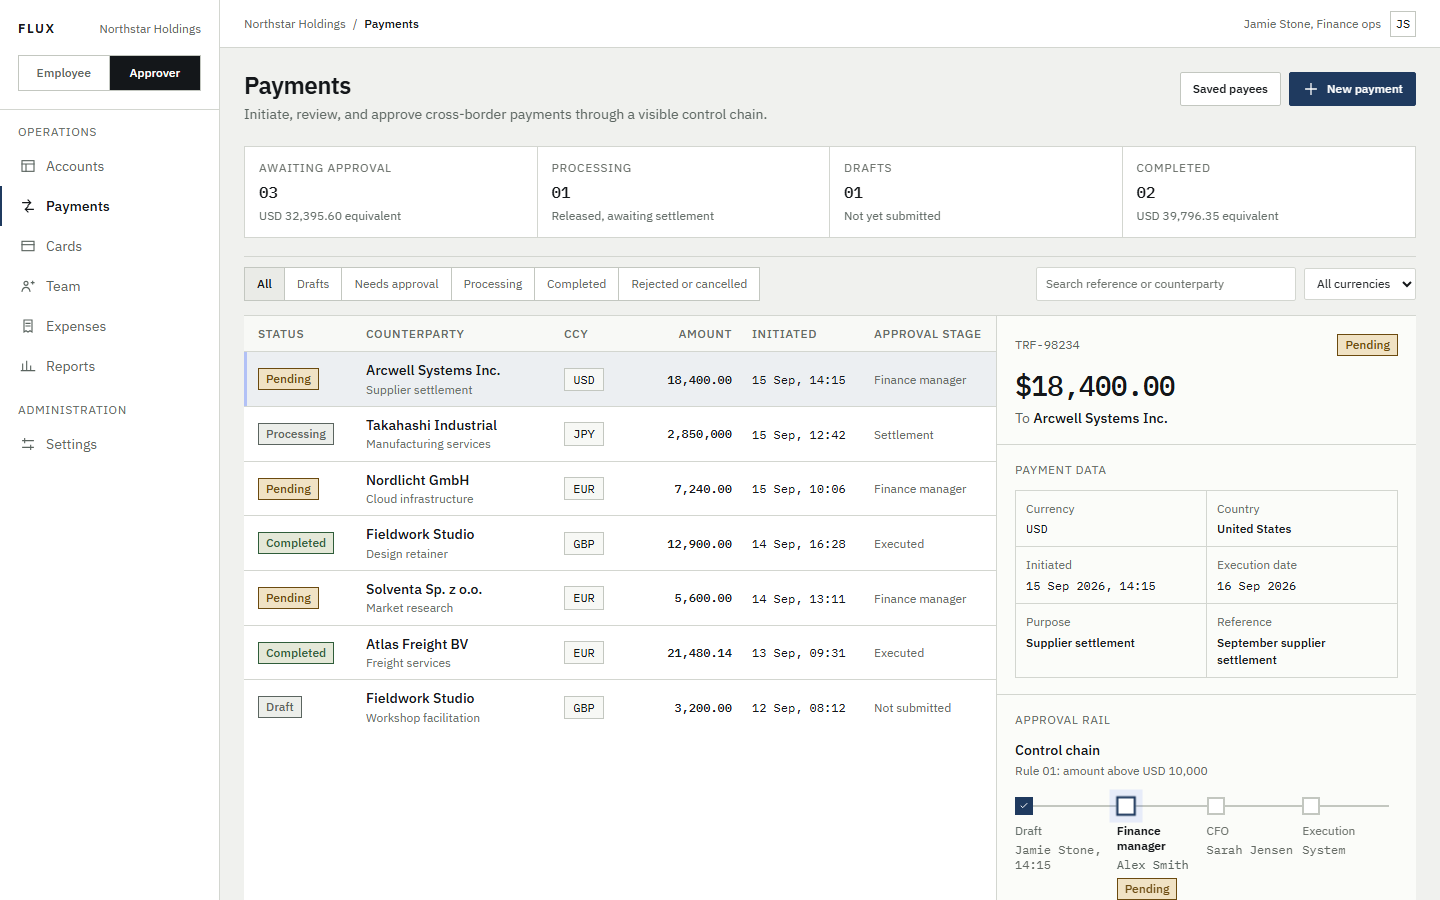 FLUX
Northstar Holdings
Employee
Approver
OPERATIONS
Accounts
Payments
Cards
Team
Expenses
Reports
ADMINISTRATION
Settings
Northstar Holdings / Payments
Jamie Stone, Finance ops
JS
Payments
Initiate, review, and approve cross-border payments through a visible control chain.
Saved payees
New payment
AWAITING APPROVAL
03
USD 32,395.60 equivalent
PROCESSING
01
Released, awaiting settlement
DRAFTS
01
Not yet submitted
COMPLETED
02
USD 39,796.35 equivalent
All
Drafts
Needs approval
Processing
Completed
Rejected or cancelled
Search reference or counterparty
All currencies
STATUS COUNTERPARTY CCY AMOUNT INITIATED APPROVAL STAGE
Pending Arcwell Systems Inc. USD 18,400.00 15 Sep, 14:15 Finance manager
Supplier settlement
Processing Takahashi Industrial JPY 2,850,000 15 Sep, 12:42 Settlement
Manufacturing services
Pending Nordlicht GmbH EUR 7,240.00 15 Sep, 10:06 Finance manager
Cloud infrastructure
Completed Fieldwork Studio GBP 12,900.00 14 Sep, 16:28 Executed
Design retainer
Pending Solventa Sp. z o.o. EUR 5,600.00 14 Sep, 13:11 Finance manager
Market research
Completed Atlas Freight BV EUR 21,480.14 13 Sep, 09:31 Executed
Freight services
Draft Fieldwork Studio GBP 3,200.00 12 Sep, 08:12 Not submitted
Workshop facilitation
TRF-98234
Pending
$18,400.00
To Arcwell Systems Inc.
PAYMENT DATA
Currency
USD
Country
United States
Initiated
15 Sep 2026, 14:15
Execution date
16 Sep 2026
Purpose
Supplier settlement
Reference
September supplier
settlement
APPROVAL RAIL
Control chain
Rule 01: amount above USD 10,000
Draft
Jamie Stone,
14:15
Finance
manager
Alex Smith
Pending
CFO
Sarah Jensen
Execution
System